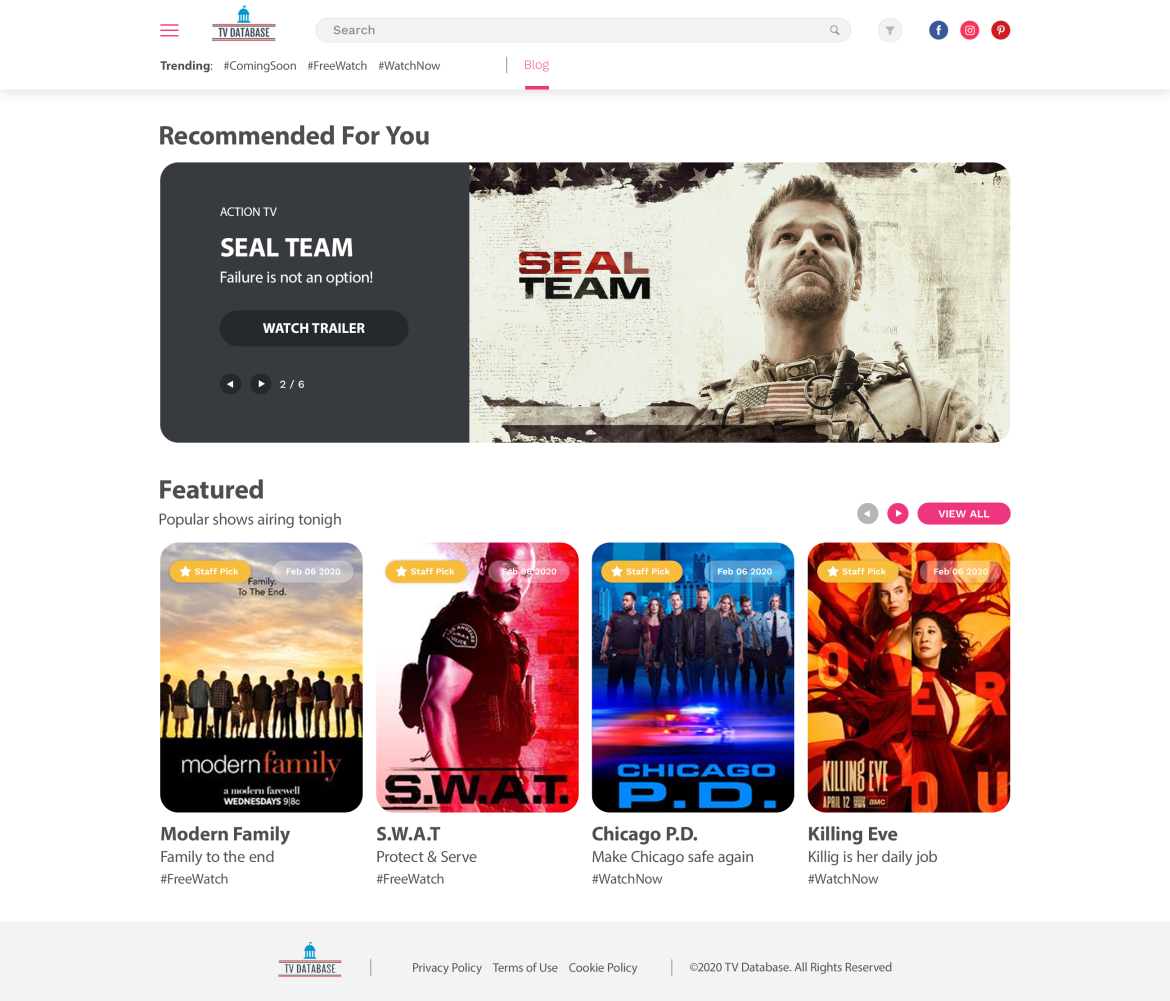 TV DATABASE
Search
Trending: #ComingSoon #FreeWatch #WatchNow
Blog
Recommended For You
ACTION TV
SEAL TEAM
Failure is not an option!
WATCH TRAILER
2 / 6
SEAL
TEAM
Featured
Popular shows airing tonigh
VIEW ALL
Staff Pick
Feb 06 2020
Family.
To The End.
modern family
a modern farewell
WEDNESDAYS 9|8c
Modern Family
Family to the end
#FreeWatch
Staff Pick
Feb 06 2020
S.W.A.T.
S.W.A.T
Protect & Serve
#FreeWatch
Staff Pick
Feb 06 2020
CHICAGO
P.D.
Chicago P.D.
Make Chicago safe again
#WatchNow
Staff Pick
Feb 06 2020
O V E R
Y O U
KILLING EVE
APRIL 12
AMC
Killing Eve
Killig is her daily job
#WatchNow
TV DATABASE
Privacy Policy Terms of Use Cookie Policy
©2020 TV Database. All Rights Reserved